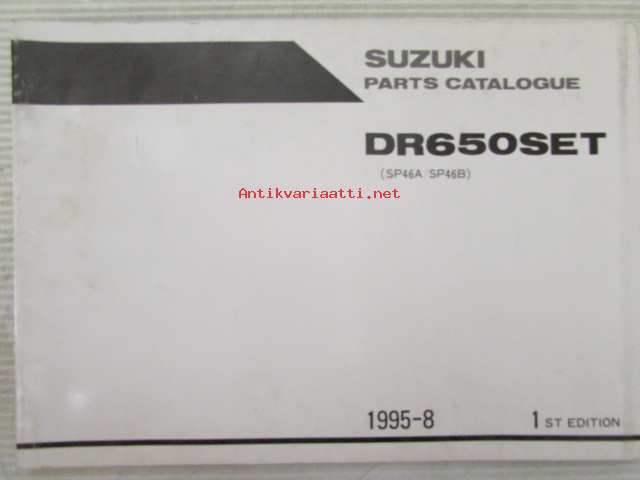 SUZUKI
PARTS CATALOGUE
DR650SET
(SP46A/SP46B)
Antikvariaatti.net
1995-8 1 ST EDITION